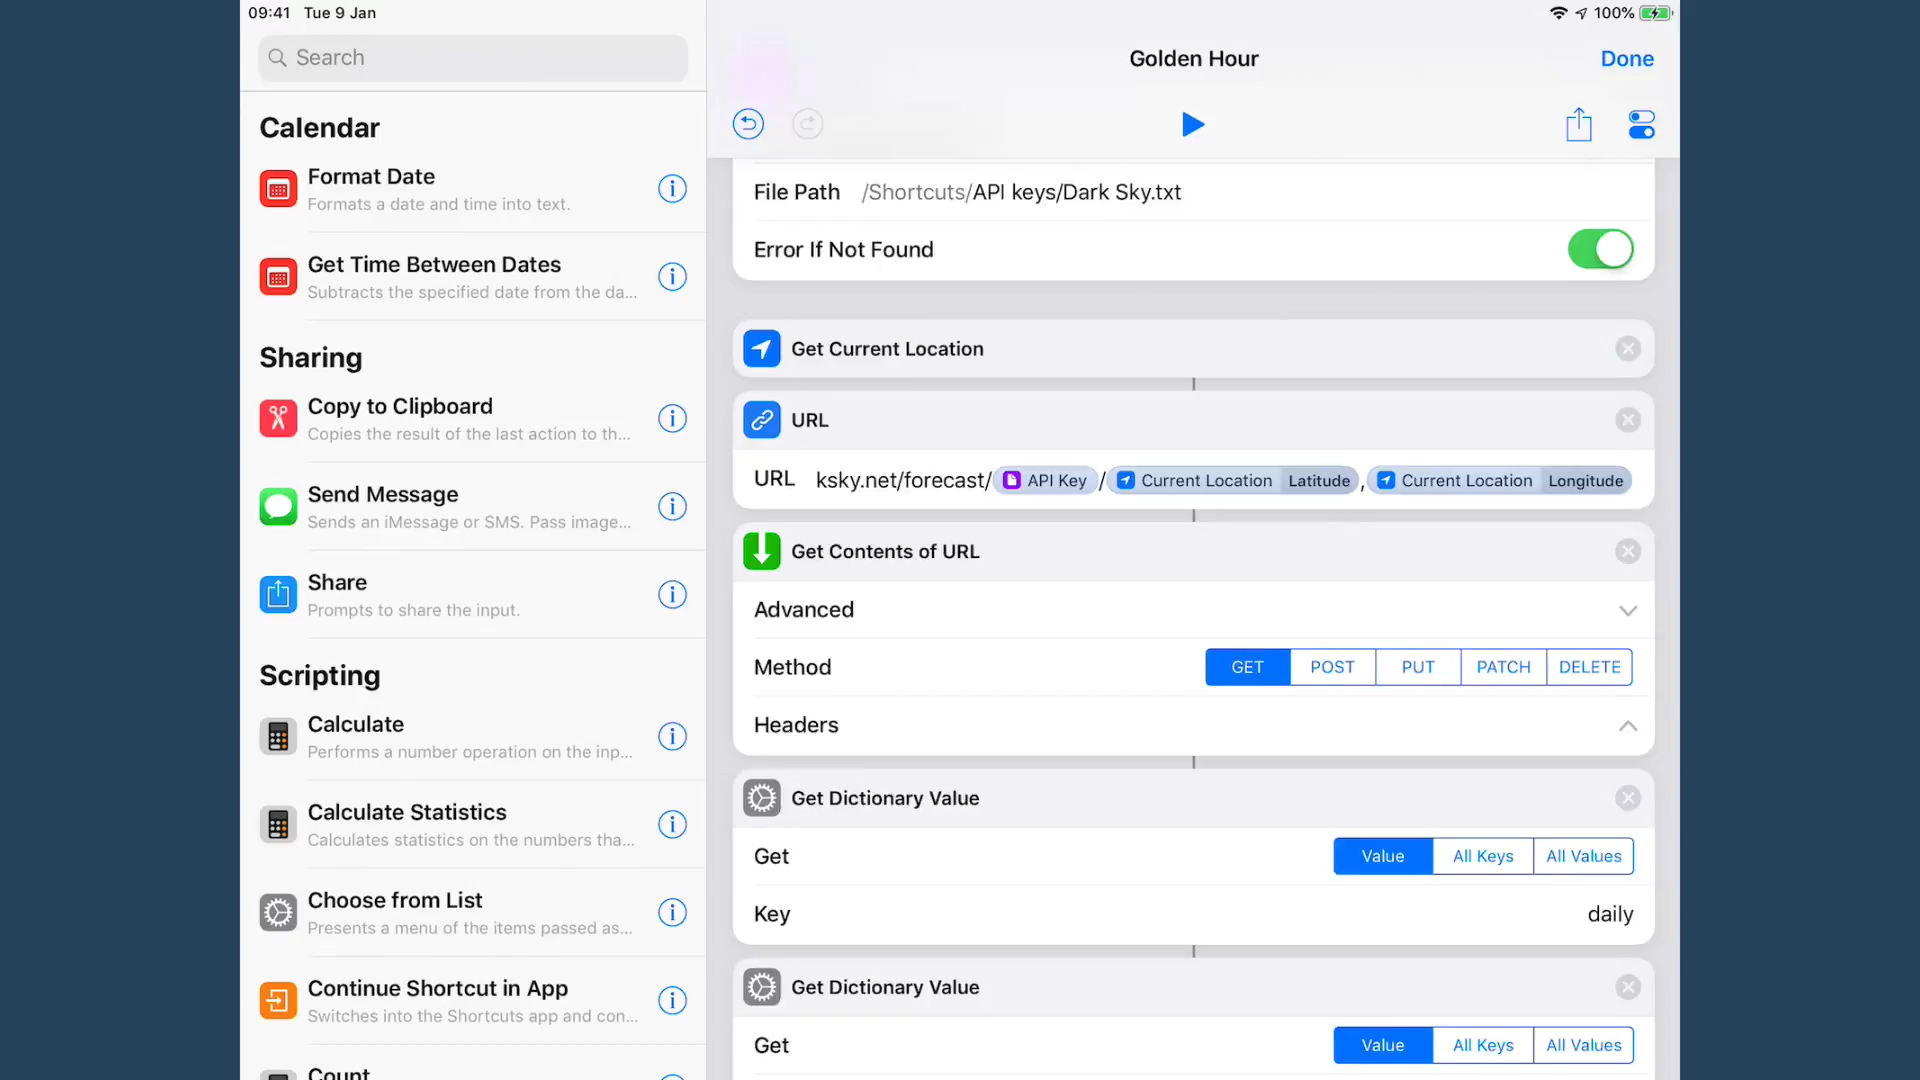 09:41 Tue 9 Jan
100%
Search
Calendar
Format Date
Formats a date and time into text.
Get Time Between Dates
Subtracts the specified date from the da...
Sharing
Copy to Clipboard
Copies the result of the last action to th...
Send Message
Sends an iMessage or SMS. Pass image...
Share
Prompts to share the input.
Scripting
Calculate
Performs a number operation on the inp...
Calculate Statistics
Calculates statistics on the numbers tha...
Choose from List
Presents a menu of the items passed as...
Continue Shortcut in App
Switches into the Shortcuts app and con...
Count
Golden Hour
Done
File Path /Shortcuts/API keys/Dark Sky.txt
Error If Not Found
Get Current Location
URL
URL ksky.net/forecast/ API Key / Current Location Latitude , Current Location Longitude
Get Contents of URL
Advanced
Method GET POST PUT PATCH DELETE
Headers
Get Dictionary Value
Get Value All Keys All Values
Key daily
Get Dictionary Value
Get Value All Keys All Values